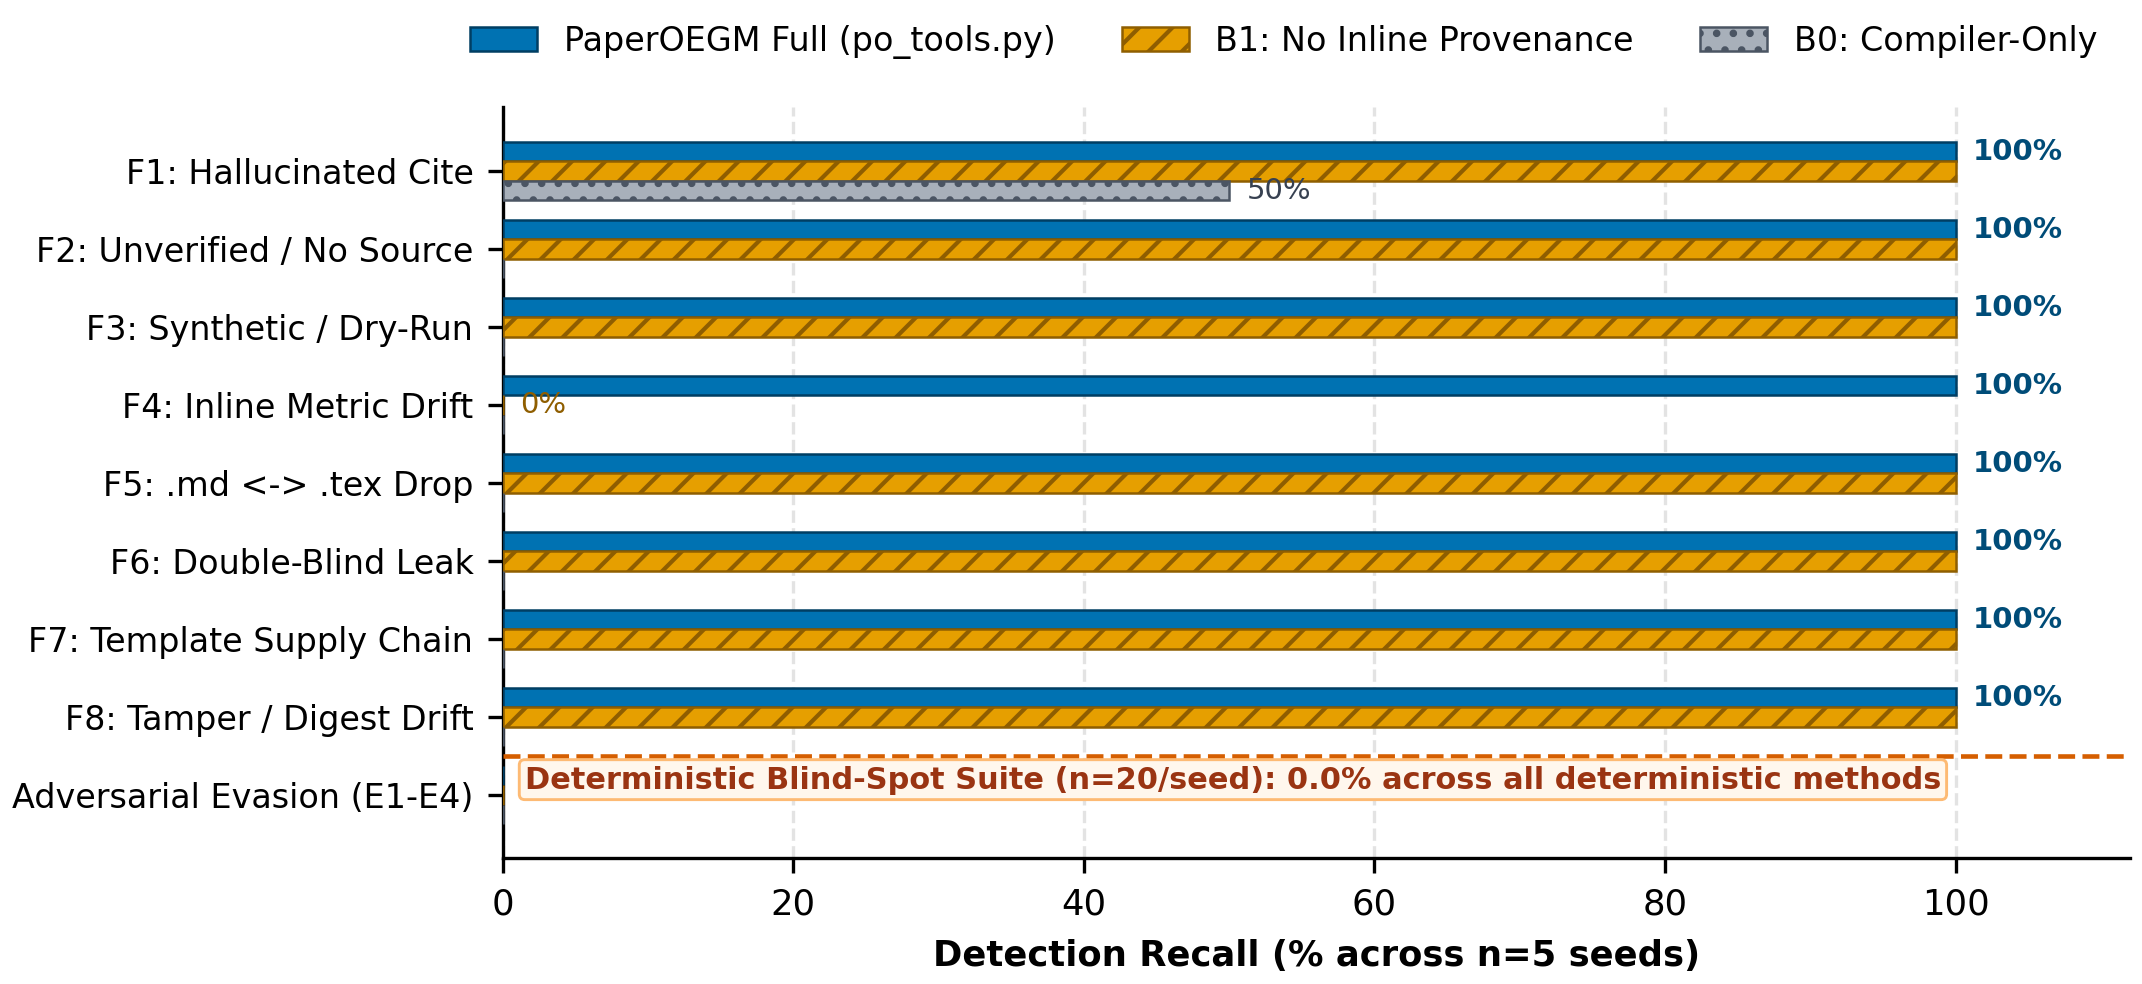 PaperOEGM Full (po_tools.py) B1: No Inline Provenance B0: Compiler-Only
F1: Hallucinated Cite 100%
50%
F2: Unverified / No Source 100%
F3: Synthetic / Dry-Run 100%
F4: Inline Metric Drift 100%
0%
F5: .md <-> .tex Drop 100%
F6: Double-Blind Leak 100%
F7: Template Supply Chain 100%
F8: Tamper / Digest Drift 100%
Deterministic Blind-Spot Suite (n=20/seed): 0.0% across all deterministic methods
Adversarial Evasion (E1-E4)
0 20 40 60 80 100
Detection Recall (% across n=5 seeds)